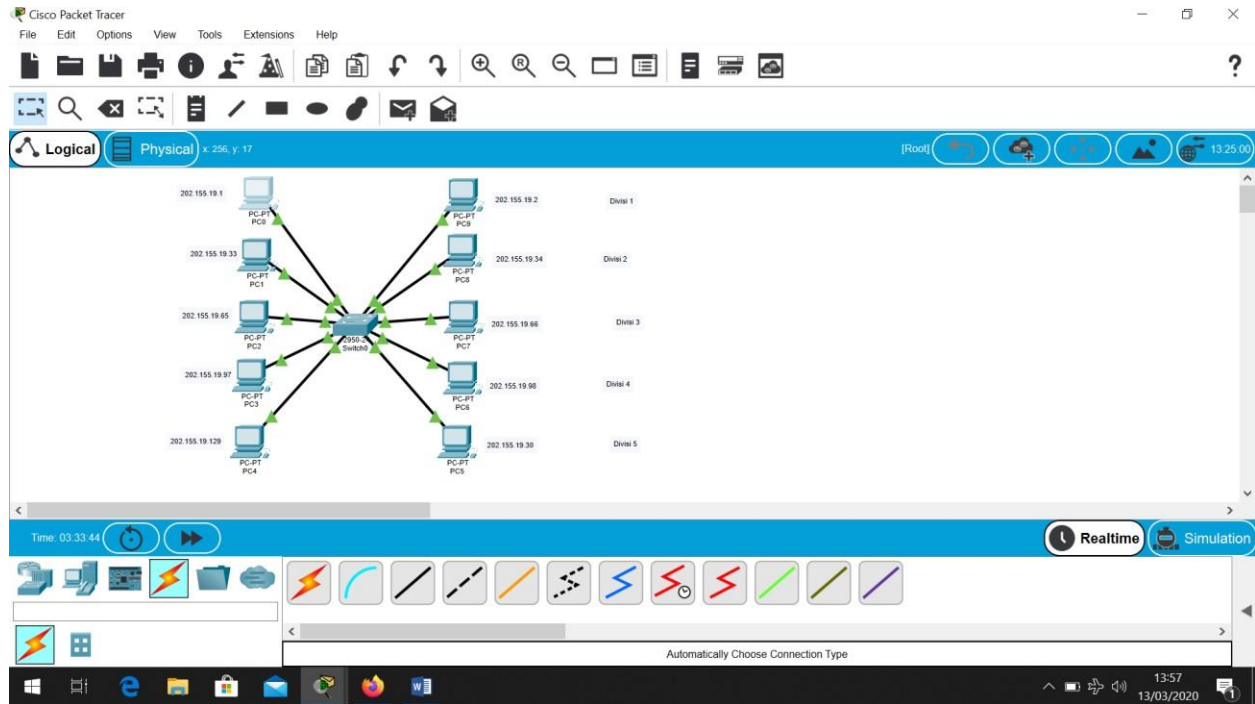 Cisco Packet Tracer
File Edit Options View Tools Extensions Help
?
Logical Physical x: 256, y: 17 [Root] 13:25:00
202.155.19.1 PC-PT PC0 PC-PT PC9 202.155.19.2 Divisi 1
202.155.19.33 PC-PT PC1 PC-PT PC8 202.155.19.34 Divisi 2
202.155.19.65 PC-PT PC2 PC-PT PC7 202.155.19.66 Divisi 3
2950-2
Switch0
202.155.19.97 PC-PT PC3 PC-PT PC6 202.155.19.98 Divisi 4
202.155.19.129 PC-PT PC4 PC-PT PC5 202.155.19.30 Divisi 5
Time: 03:33:44 Realtime Simulation
Automatically Choose Connection Type
13:57
13/03/2020
1